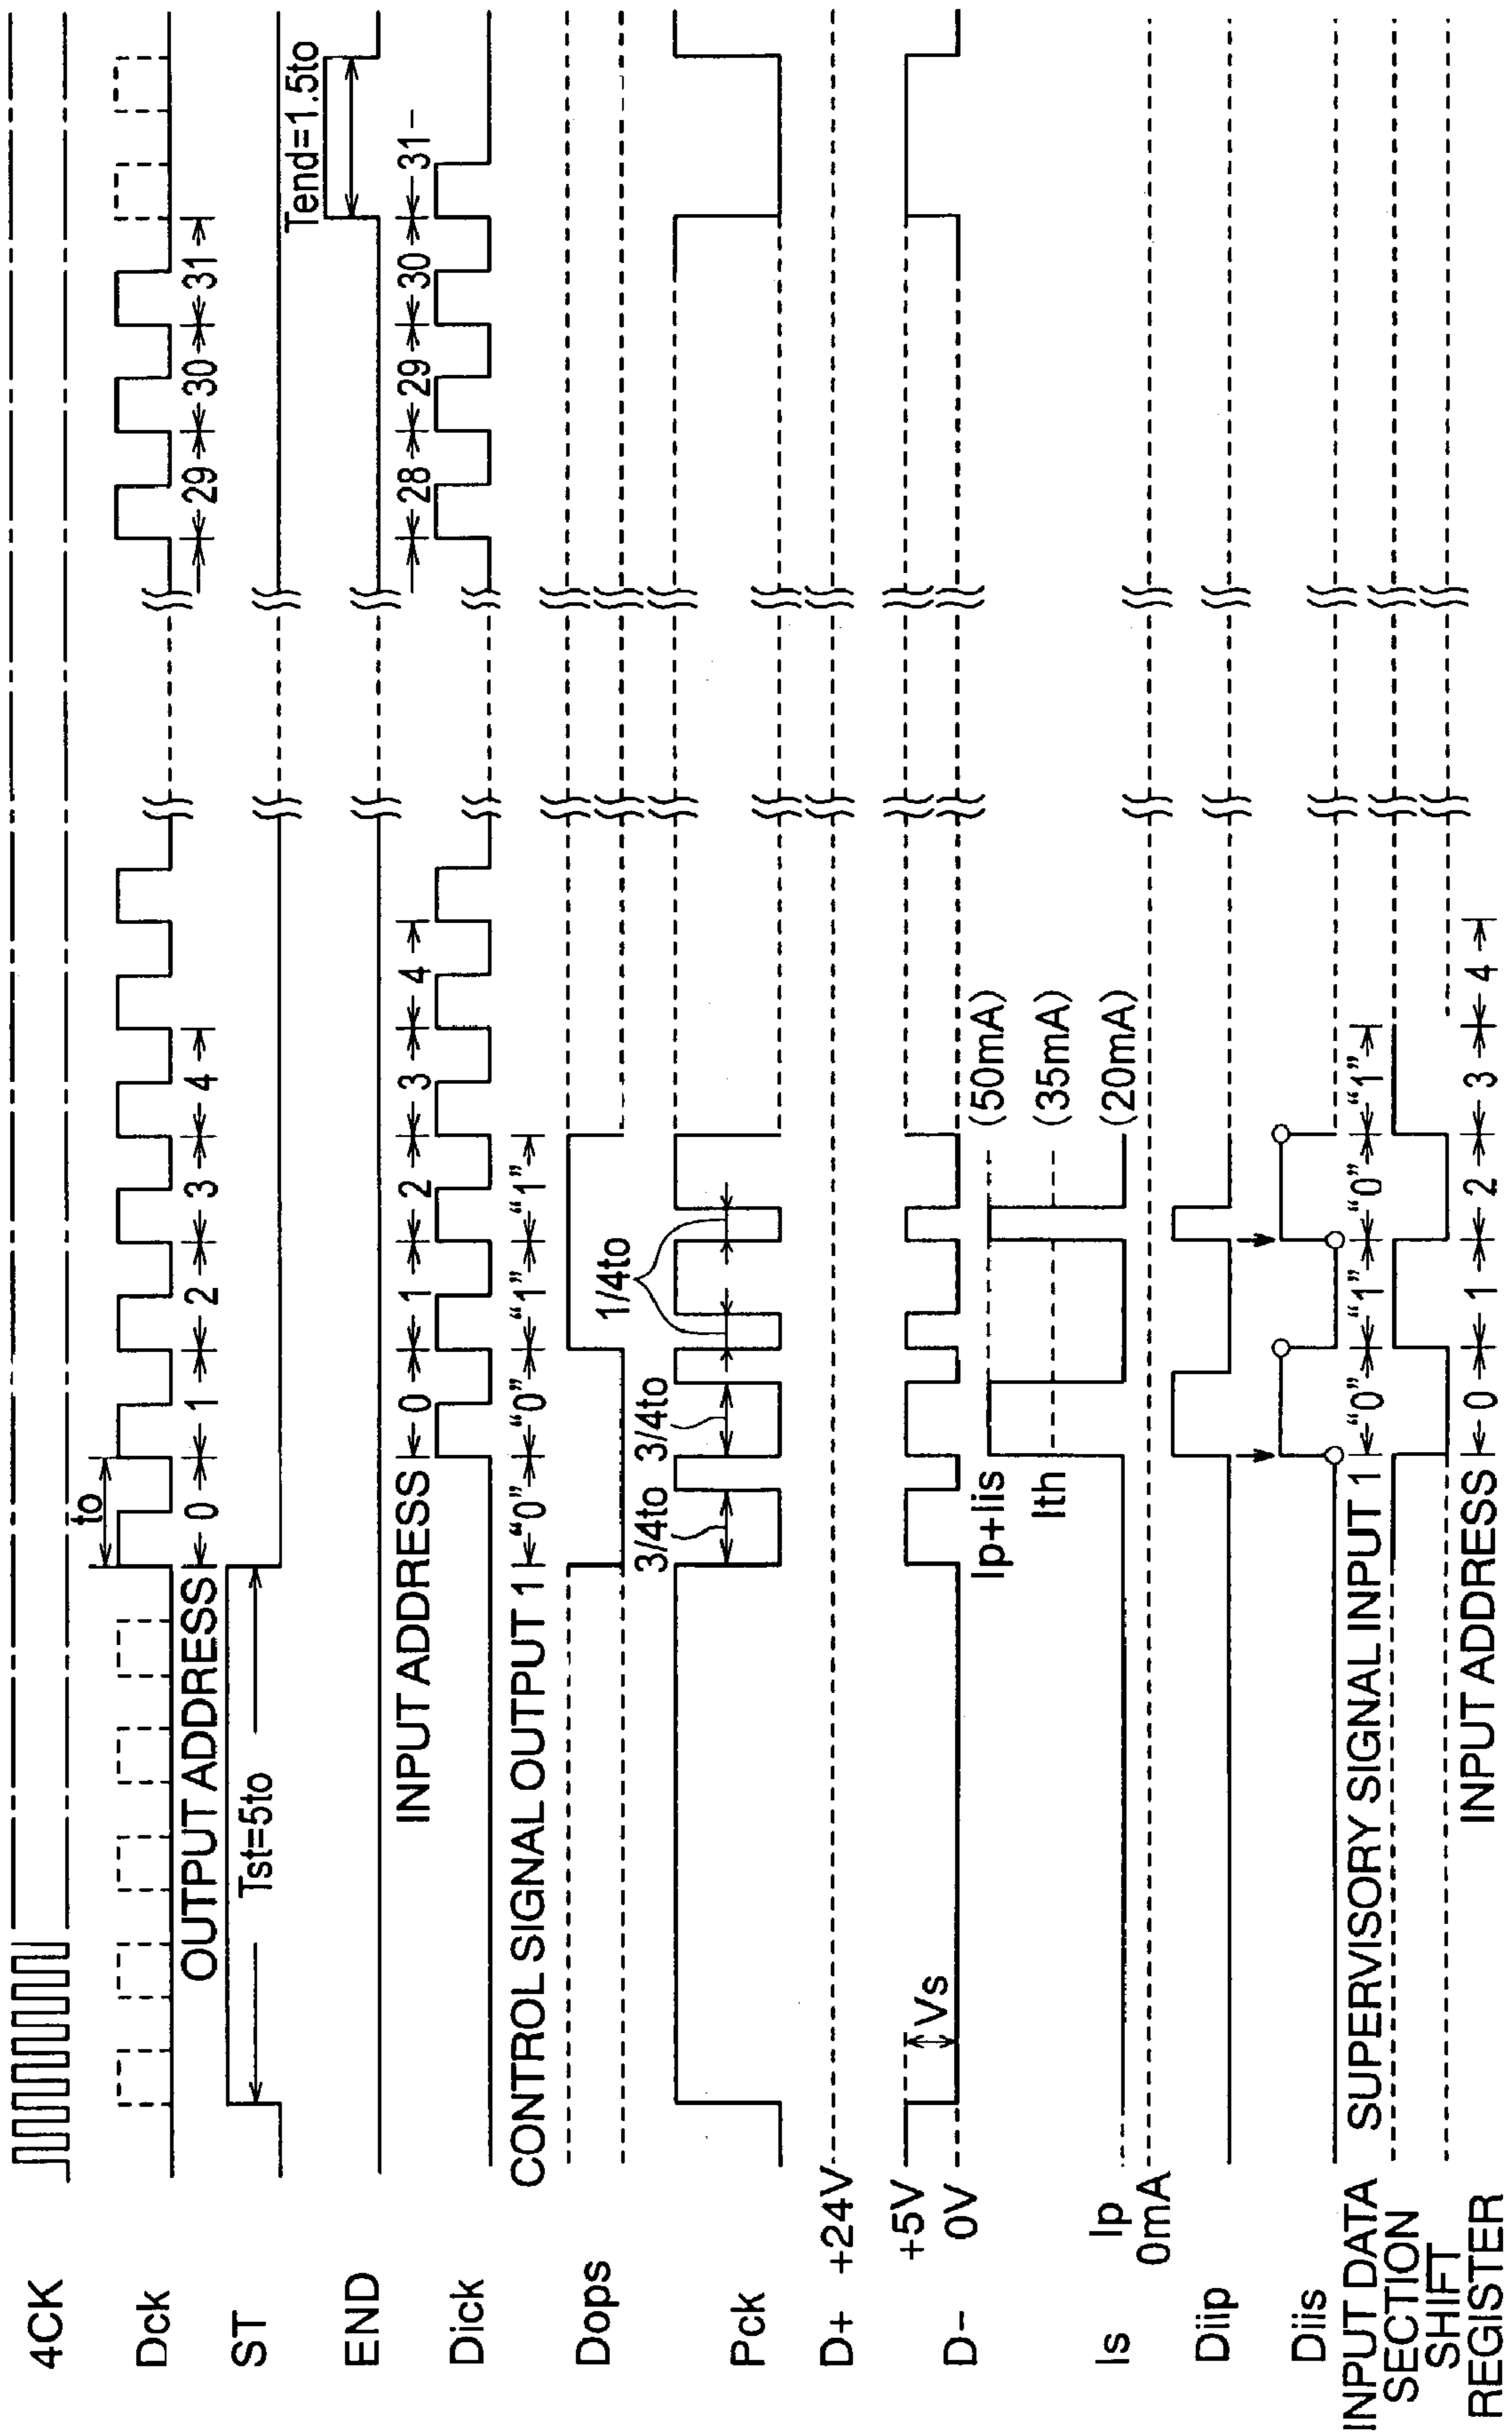 4CK
Dck
to
OUTPUT ADDRESS 0 1 2 3 4 29 30 31
ST
Tst=5to
Tend=1.5to
END
INPUT ADDRESS 0 1 2 3 4 28 29 30 31
Dick
CONTROL SIGNAL OUTPUT 1 “0” “0” “1” “1”
Dops
3/4to 3/4to 1/4to
Pck
D+ +24V
+5V
Vs
D- 0V
Ip+Iis (50mA)
Ith (35mA)
Ip (20mA)
Is 0mA
Diip
Diis
SUPERVISORY SIGNAL INPUT 1 “0” “1” “0” “1”
INPUT DATA
SECTION
SHIFT
REGISTER
INPUT ADDRESS 0 1 2 3 4